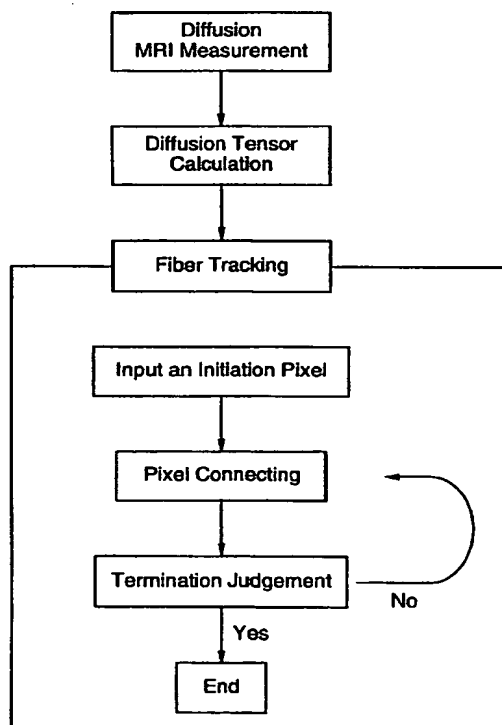 Diffusion
MRI Measurement
Diffusion Tensor
Calculation
Fiber Tracking
Input an Initiation Pixel
Pixel Connecting
Termination Judgement
No
Yes
End